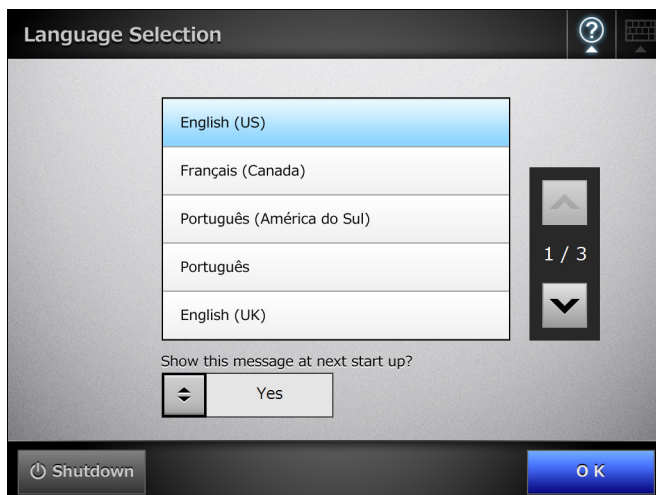 Language Selection
?
English (US)
Français (Canada)
Português (América do Sul)
Português
English (UK)
1 / 3
Show this message at next start up?
Yes
Shutdown
OK